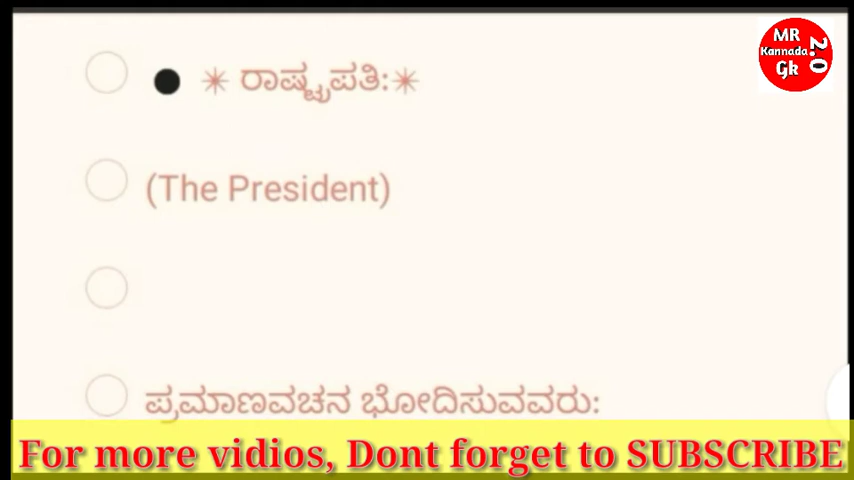 MR
Kannada
Gk
2.0
● ✳ ರಾಷ್ಟ್ರಪತಿ:✳
(The President)
ಪ್ರಮಾಣವಚನ ಭೋದಿಸುವವರು:
For more vidios, Dont forget to SUBSCRIBE